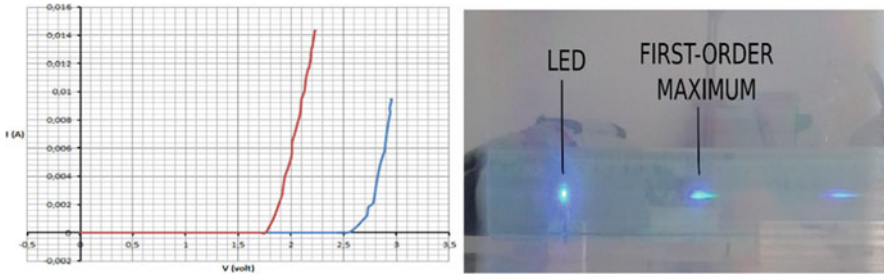 0,016
0,014
0,012
0,01
0,008
0,006
0,004
0,002
0
-0,002
I (A)
-0,5 0 0,5 1 1,5 2 2,5 3 3,5
V (volt)
LED
FIRST-ORDER
MAXIMUM